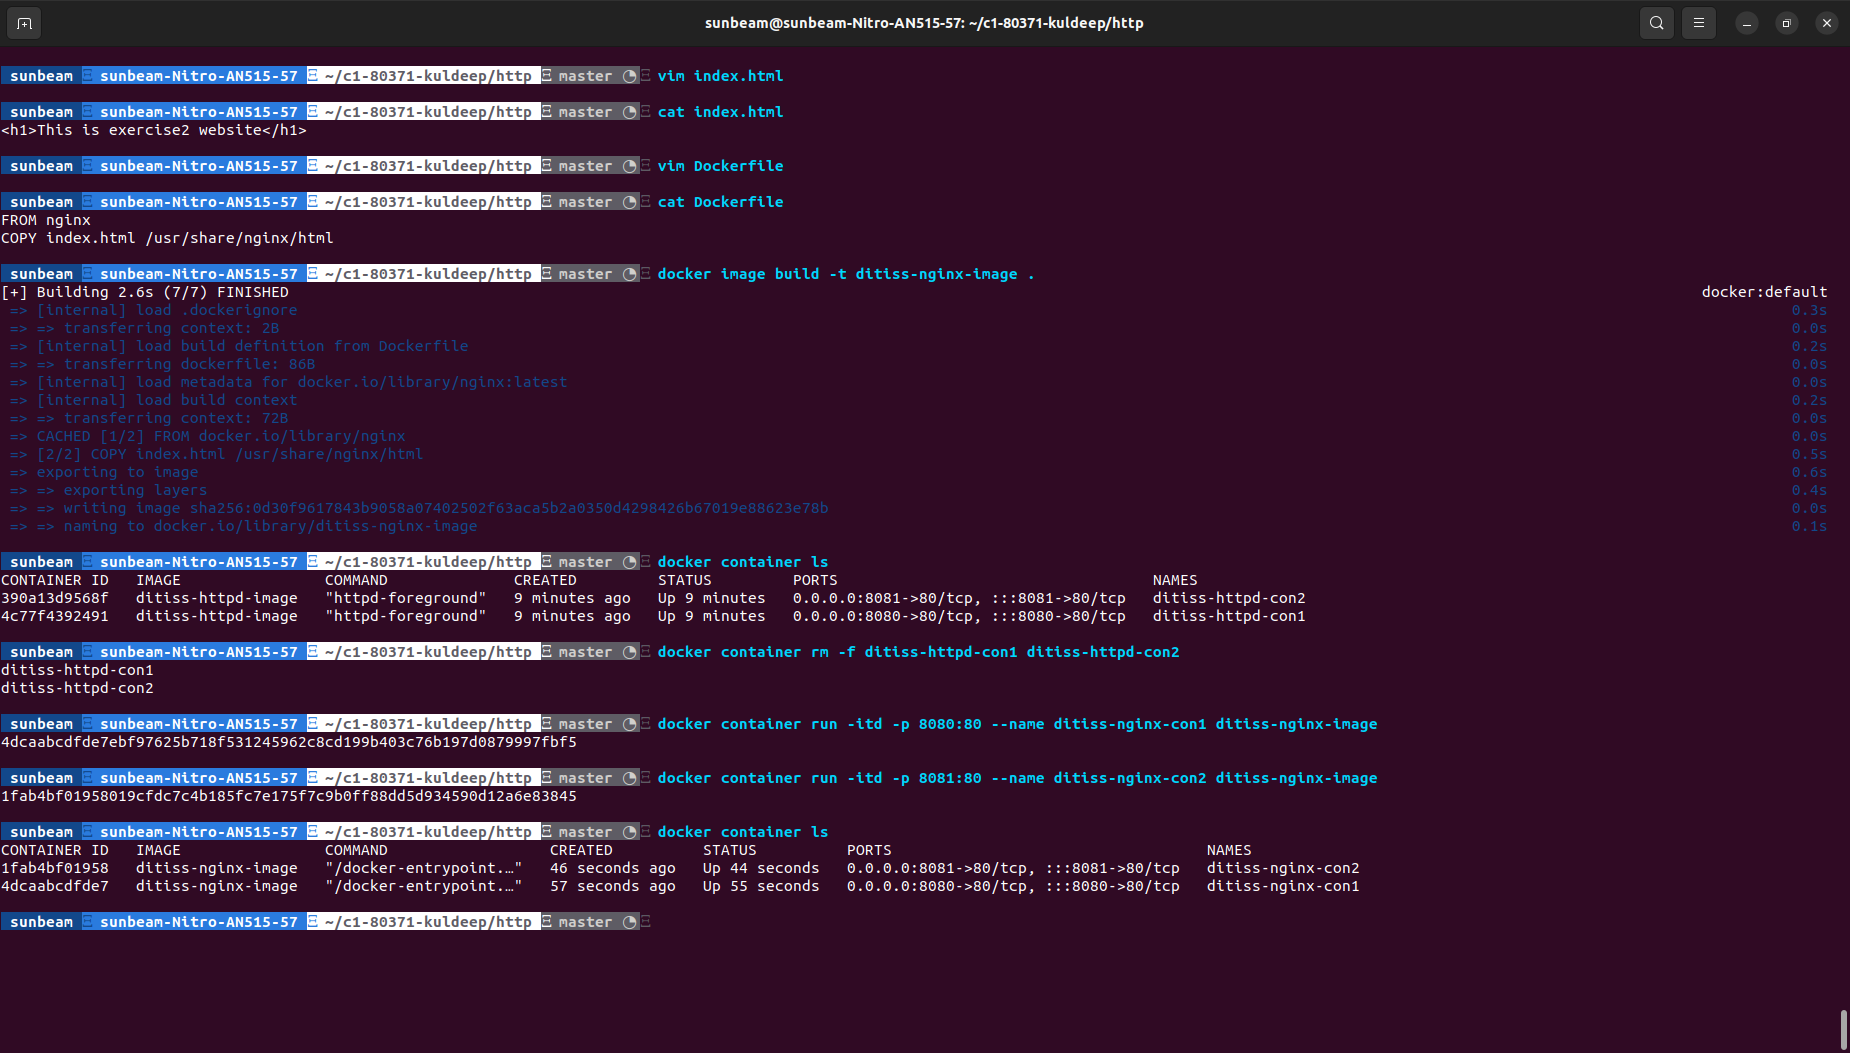 sunbeam@sunbeam-Nitro-AN515-57: ~/c1-80371-kuldeep/http
sunbeam sunbeam-Nitro-AN515-57 ~/c1-80371-kuldeep/http master vim index.html
sunbeam sunbeam-Nitro-AN515-57 ~/c1-80371-kuldeep/http master cat index.html
<h1>This is exercise2 website</h1>
sunbeam sunbeam-Nitro-AN515-57 ~/c1-80371-kuldeep/http master vim Dockerfile
sunbeam sunbeam-Nitro-AN515-57 ~/c1-80371-kuldeep/http master cat Dockerfile
FROM nginx
COPY index.html /usr/share/nginx/html
sunbeam sunbeam-Nitro-AN515-57 ~/c1-80371-kuldeep/http master docker image build -t ditiss-nginx-image .
[+] Building 2.6s (7/7) FINISHED docker:default
=> [internal] load .dockerignore 0.3s
=> => transferring context: 2B 0.0s
=> [internal] load build definition from Dockerfile 0.2s
=> => transferring dockerfile: 86B 0.0s
=> [internal] load metadata for docker.io/library/nginx:latest 0.0s
=> [internal] load build context 0.2s
=> => transferring context: 72B 0.0s
=> CACHED [1/2] FROM docker.io/library/nginx 0.0s
=> [2/2] COPY index.html /usr/share/nginx/html 0.5s
=> exporting to image 0.6s
=> => exporting layers 0.4s
=> => writing image sha256:0d30f9617843b9058a07402502f63aca5b2a0350d4298426b67019e88623e78b 0.0s
=> => naming to docker.io/library/ditiss-nginx-image 0.1s
sunbeam sunbeam-Nitro-AN515-57 ~/c1-80371-kuldeep/http master docker container ls
CONTAINER ID IMAGE COMMAND CREATED STATUS PORTS NAMES
390a13d9568f ditiss-httpd-image "httpd-foreground" 9 minutes ago Up 9 minutes 0.0.0.0:8081->80/tcp, :::8081->80/tcp ditiss-httpd-con2
4c77f4392491 ditiss-httpd-image "httpd-foreground" 9 minutes ago Up 9 minutes 0.0.0.0:8080->80/tcp, :::8080->80/tcp ditiss-httpd-con1
sunbeam sunbeam-Nitro-AN515-57 ~/c1-80371-kuldeep/http master docker container rm -f ditiss-httpd-con1 ditiss-httpd-con2
ditiss-httpd-con1
ditiss-httpd-con2
sunbeam sunbeam-Nitro-AN515-57 ~/c1-80371-kuldeep/http master docker container run -itd -p 8080:80 --name ditiss-nginx-con1 ditiss-nginx-image
4dcaabcdfde7ebf97625b718f531245962c8cd199b403c76b197d0879997fbf5
sunbeam sunbeam-Nitro-AN515-57 ~/c1-80371-kuldeep/http master docker container run -itd -p 8081:80 --name ditiss-nginx-con2 ditiss-nginx-image
1fab4bf01958019cfdc7c4b185fc7e175f7c9b0ff88dd5d934590d12a6e83845
sunbeam sunbeam-Nitro-AN515-57 ~/c1-80371-kuldeep/http master docker container ls
CONTAINER ID IMAGE COMMAND CREATED STATUS PORTS NAMES
1fab4bf01958 ditiss-nginx-image "/docker-entrypoint.…" 46 seconds ago Up 44 seconds 0.0.0.0:8081->80/tcp, :::8081->80/tcp ditiss-nginx-con2
4dcaabcdfde7 ditiss-nginx-image "/docker-entrypoint.…" 57 seconds ago Up 55 seconds 0.0.0.0:8080->80/tcp, :::8080->80/tcp ditiss-nginx-con1
sunbeam sunbeam-Nitro-AN515-57 ~/c1-80371-kuldeep/http master